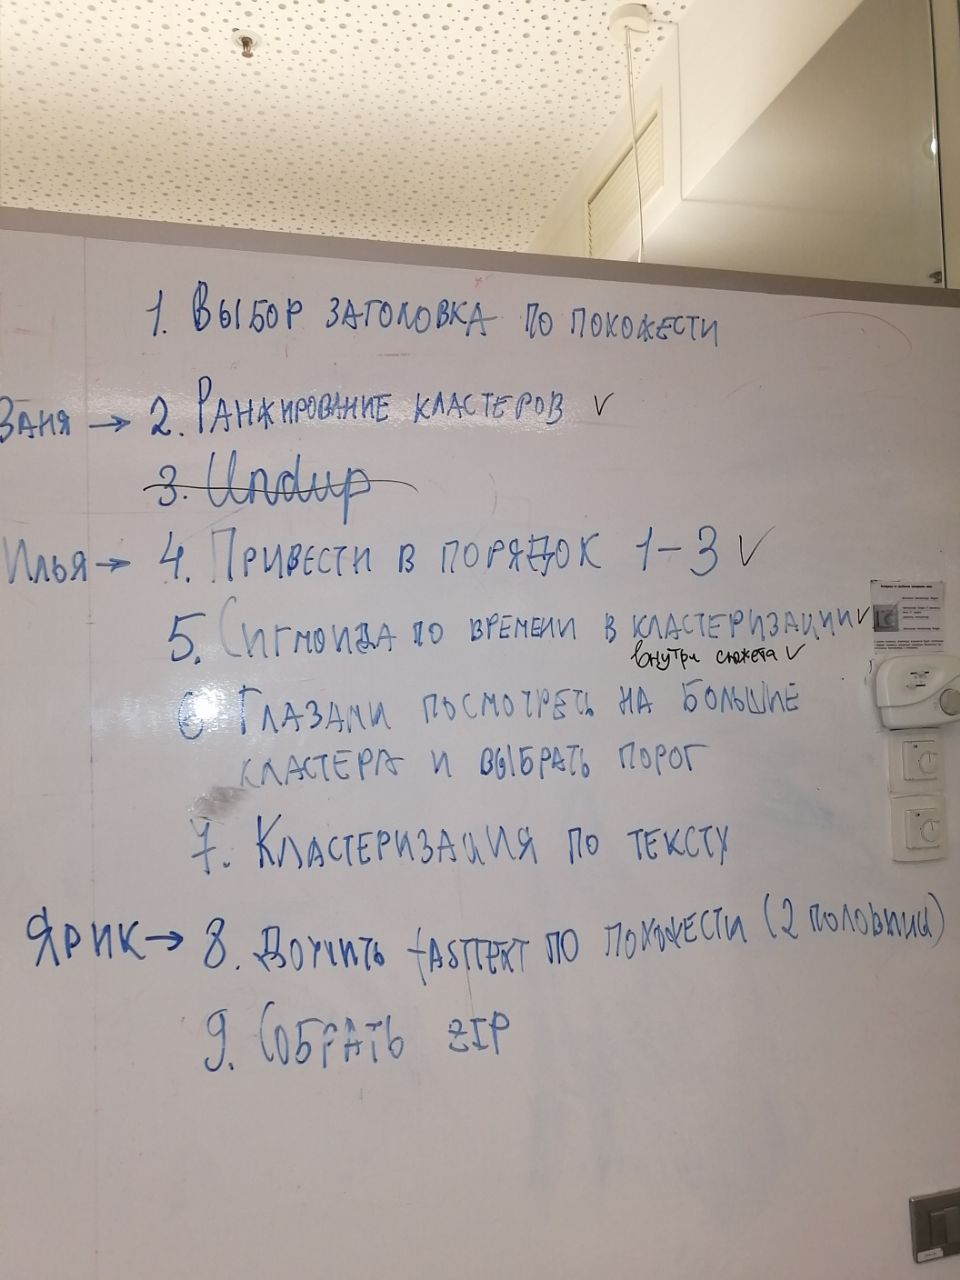 1. Выбор заголовка по похожести
Заня → 2. Ранжирование кластеров ✓
3. Undup
Илья → 4. Привести в порядок 1-3 ✓
5. Сигмоида по времени в кластеризации ✓
внутри сюжета ✓
6 Глазами посмотреть на большие
кластера и выбрать порог
7. Кластеризация по тексту
Ярик → 8. Доучить fasttext по похожести (2 половины)
9. Собрать ZIP